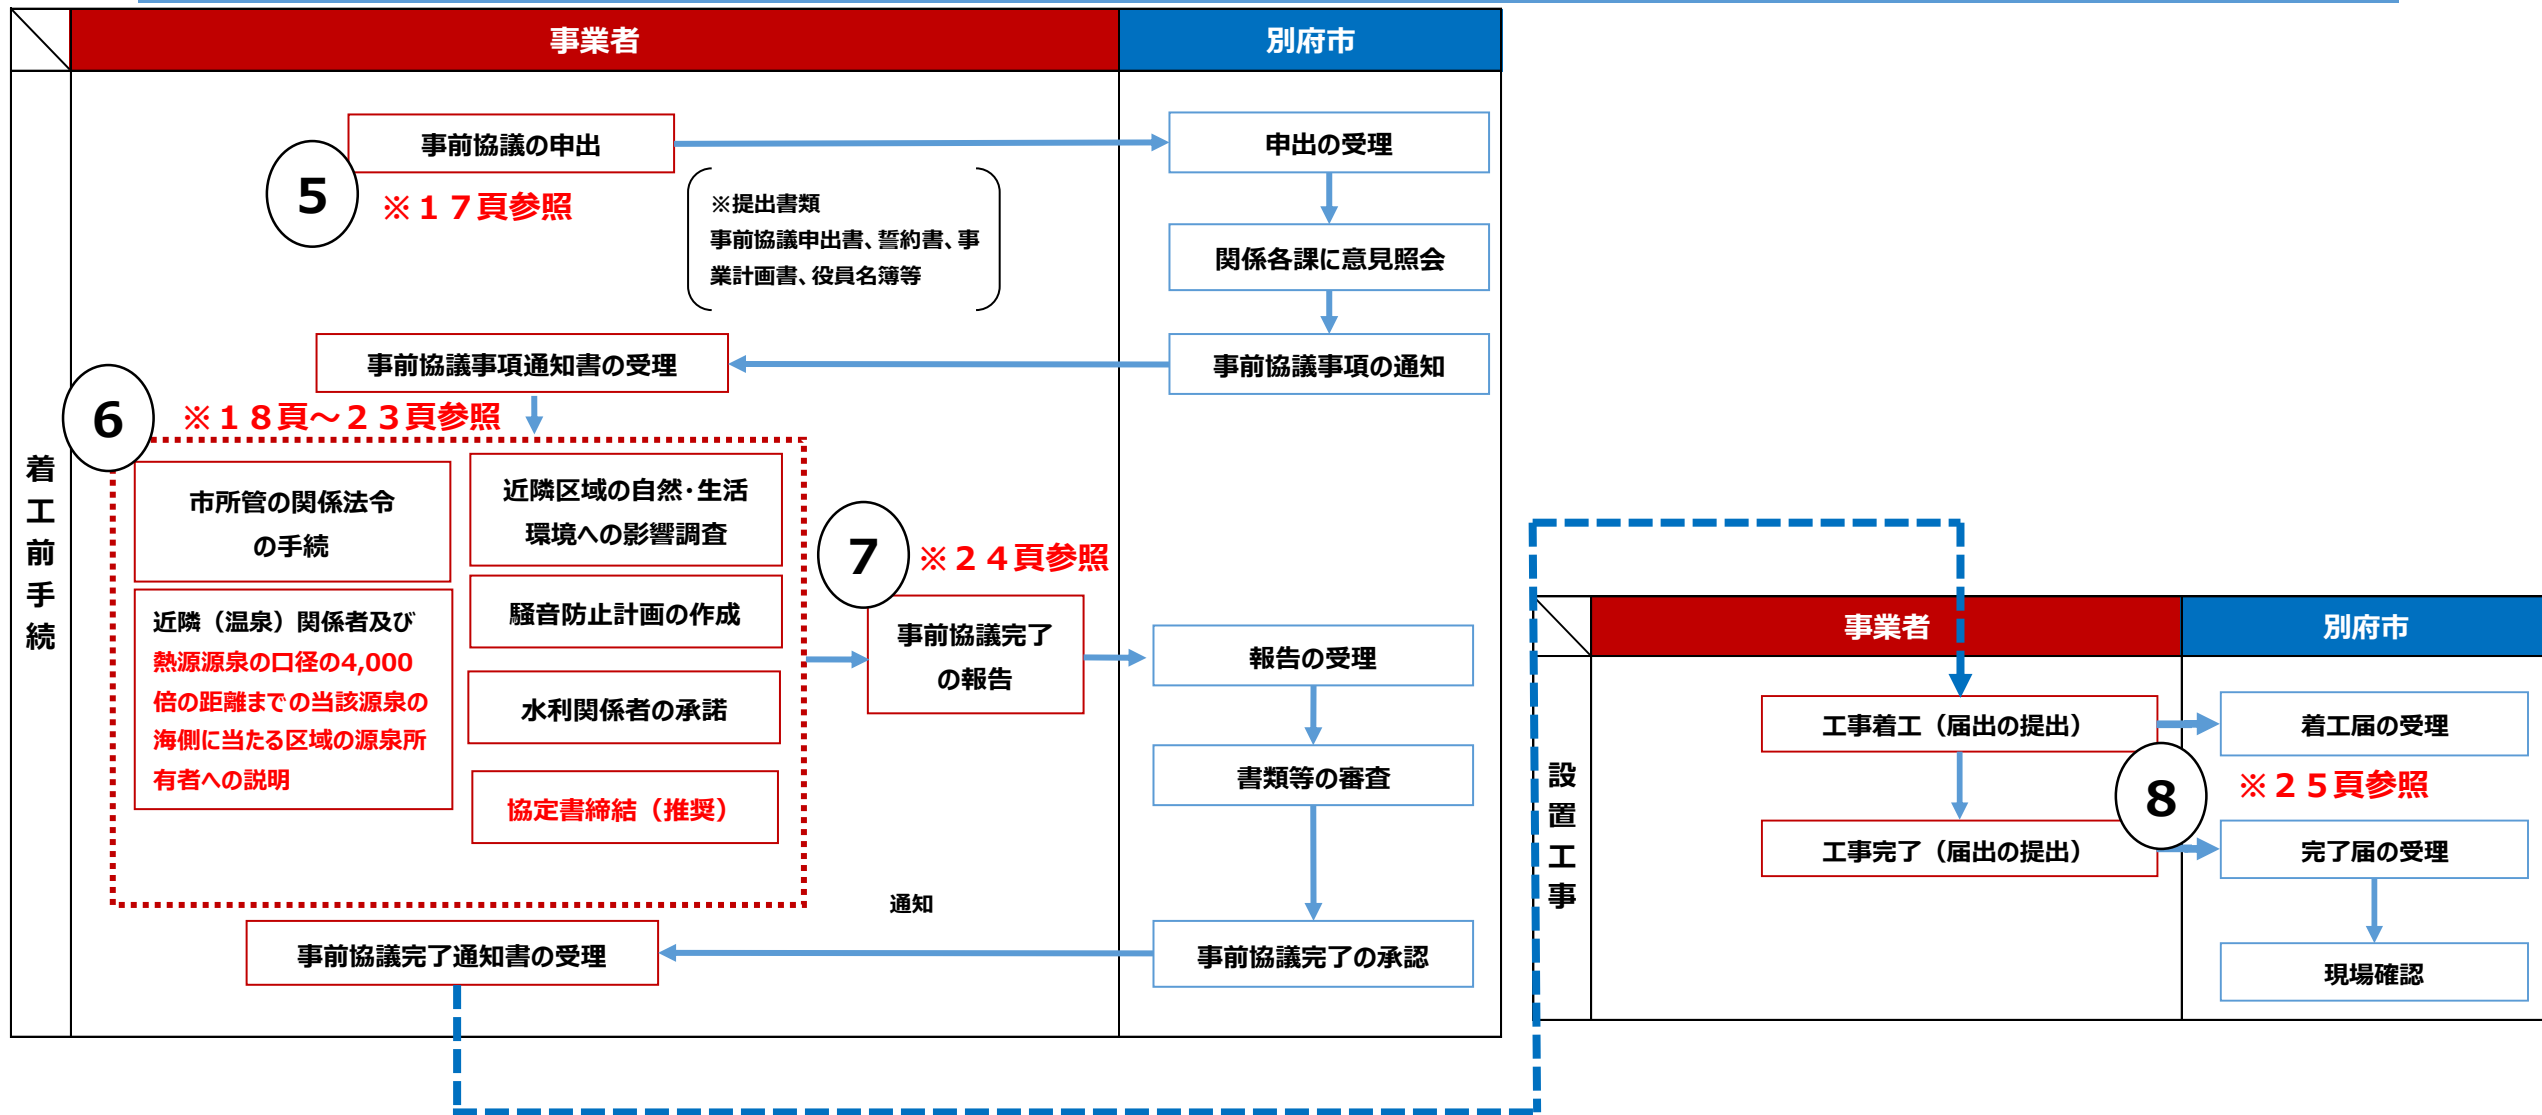 事業者
別府市
着工前手続
事前協議の申出
申出の受理
5
※17頁参照
※提出書類
事前協議申出書、誓約書、事
業計画書、役員名簿等
関係各課に意見照会
事前協議事項通知書の受理
事前協議事項の通知
6
※18頁～23頁参照
市所管の関係法令
の手続
近隣区域の自然・生活
環境への影響調査
近隣（温泉）関係者及び
熱源源泉の口径の4,000
倍の距離までの当該源泉の
海側に当たる区域の源泉所
有者への説明
騒音防止計画の作成
水利関係者の承諾
協定書締結（推奨）
7
※24頁参照
事前協議完了
の報告
報告の受理
書類等の審査
通知
事前協議完了通知書の受理
事前協議完了の承認
事業者
別府市
設置工事
工事着工（届出の提出）
着工届の受理
8
※25頁参照
工事完了（届出の提出）
完了届の受理
現場確認